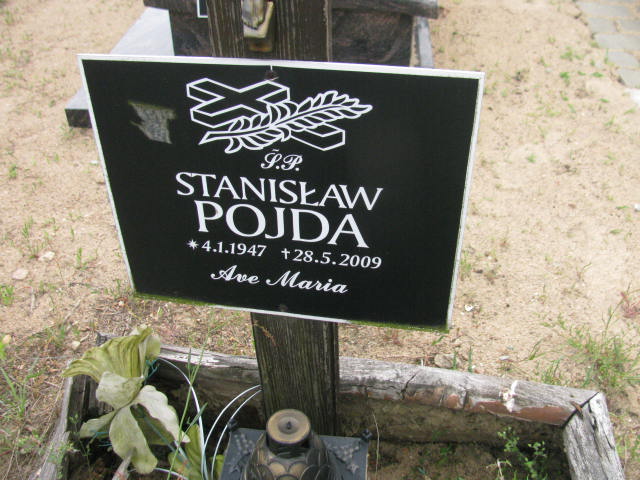 Ś.P.
STANISŁAW
POJDA
*4.1.1947 †28.5.2009
Ave Maria